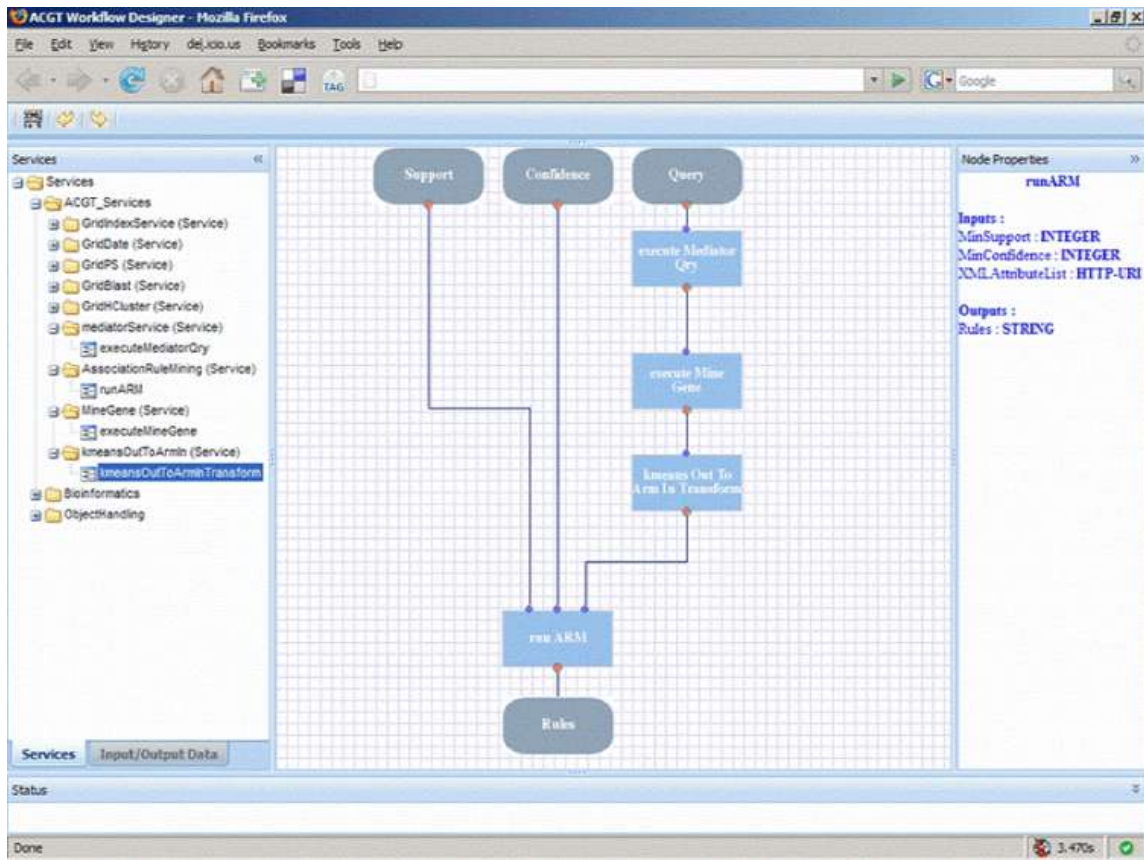 ACGT Workflow Designer - Mozilla Firefox
File Edit View History del.icio.us Bookmarks Tools Help
TAG
G Google
Services
Services
ACGT_Services
GridIndexService (Service)
GridDate (Service)
GridPS (Service)
GridBlast (Service)
GridHCluster (Service)
mediatorService (Service)
executeMediatorQry
AssociationRuleMining (Service)
runARM
MineGene (Service)
executeMineGene
kmeansOutToArmIn (Service)
kmeansOutToArmInTransform
Bioinformatics
ObjectHandling
Services Input/Output Data
Support
Confidence
Query
execute Mediator
Qry
execute Mine
Gene
kmeans Out To
Arm In Transform
run ARM
Rules
Node Properties
runARM
Inputs :
MinSupport : INTEGER
MinConfidence : INTEGER
XMLAttributeList : HTTP-URI
Outputs :
Rules : STRING
Status
Done
3.470s